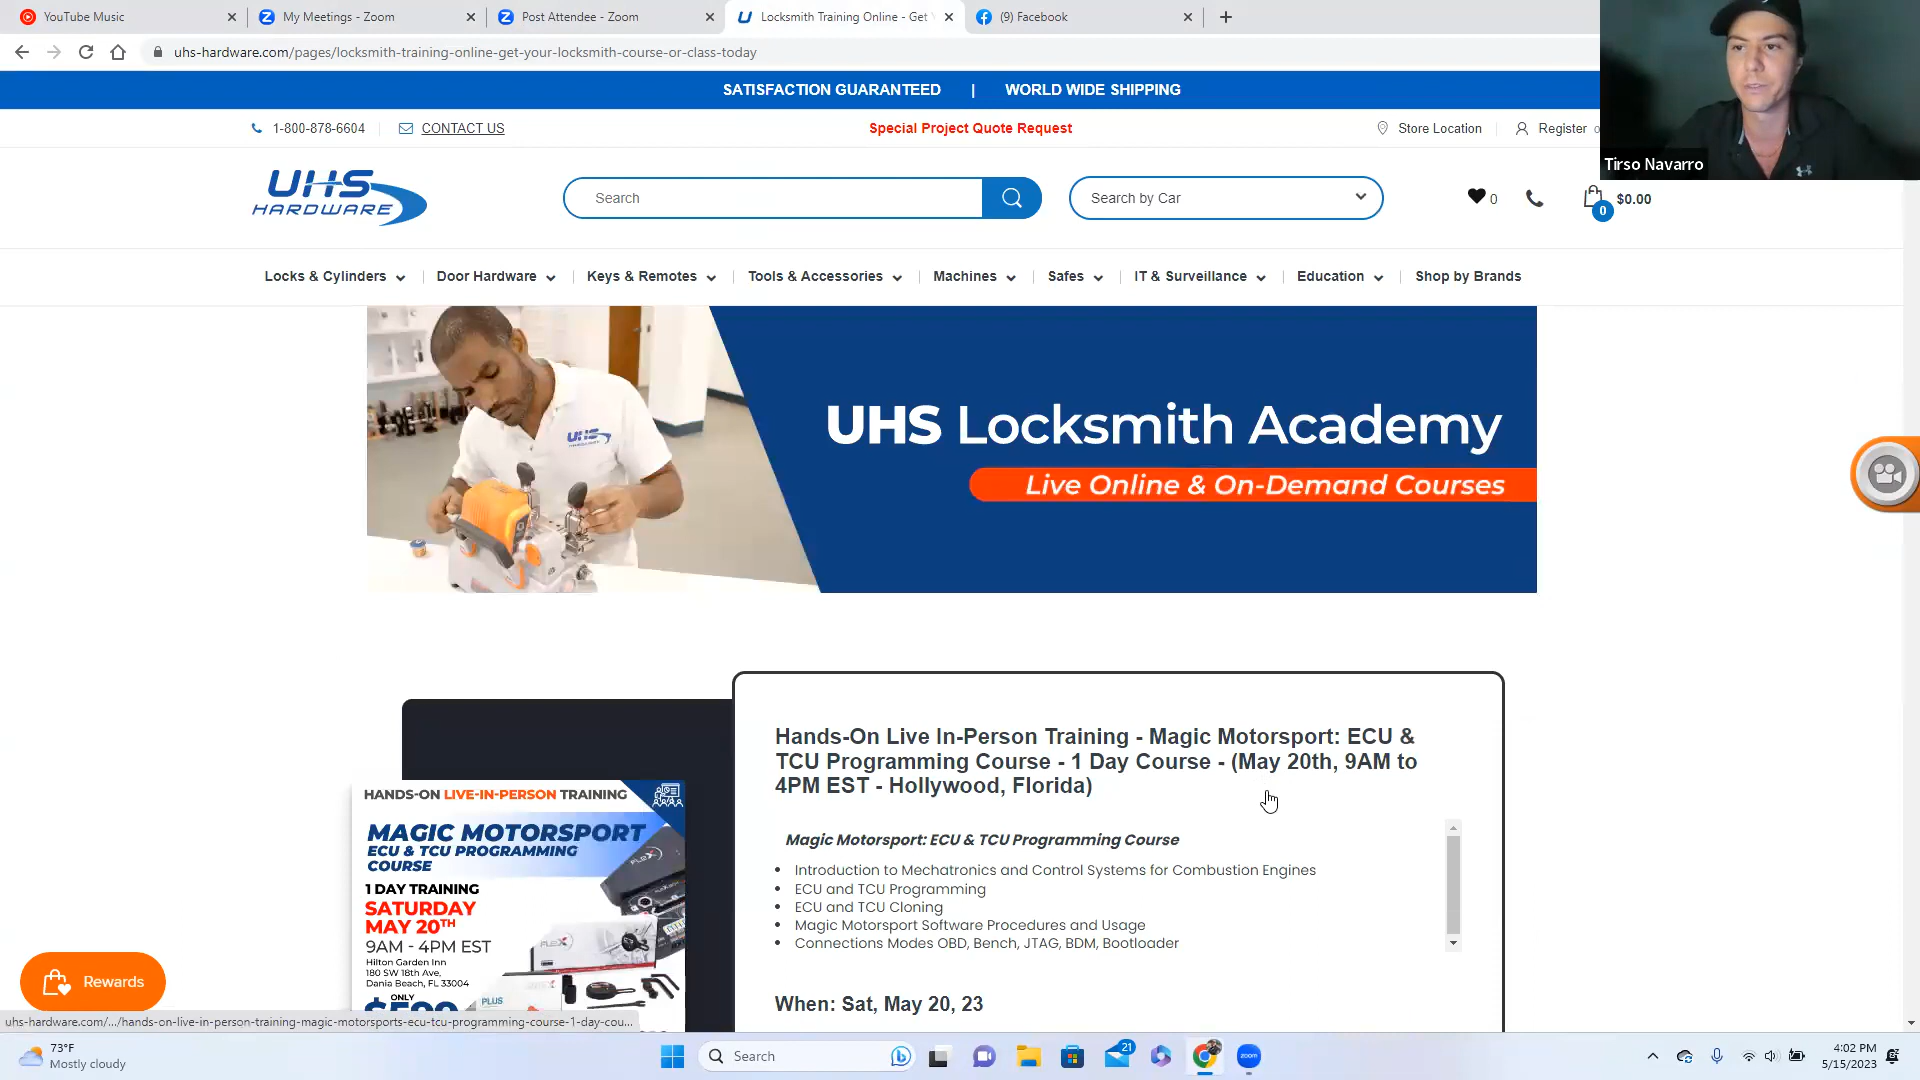 YouTube Music
My Meetings - Zoom
Post Attendee - Zoom
Locksmith Training Online - Get
(9) Facebook
uhs-hardware.com/pages/locksmith-training-online-get-your-locksmith-course-or-class-today
SATISFACTION GUARANTEED | WORLD WIDE SHIPPING
1-800-878-6604
CONTACT US
Special Project Quote Request
Store Location
Register
Tirso Navarro
UHS
HARDWARE
Search
Search by Car
0
0
$0.00
Locks & Cylinders
Door Hardware
Keys & Remotes
Tools & Accessories
Machines
Safes
IT & Surveillance
Education
Shop by Brands
UHS
UHS Locksmith Academy
Live Online & On-Demand Courses
Hands-On Live In-Person Training - Magic Motorsport: ECU &
TCU Programming Course - 1 Day Course - (May 20th, 9AM to
4PM EST - Hollywood, Florida)
Magic Motorsport: ECU & TCU Programming Course
• Introduction to Mechatronics and Control Systems for Combustion Engines
• ECU and TCU Programming
• ECU and TCU Cloning
• Magic Motorsport Software Procedures and Usage
• Connections Modes OBD, Bench, JTAG, BDM, Bootloader
When: Sat, May 20, 23
HANDS-ON LIVE-IN-PERSON TRAINING
MAGIC MOTORSPORT
ECU & TCU PROGRAMMING
COURSE
1 DAY TRAINING
SATURDAY
MAY 20TH
9AM - 4PM EST
Hilton Garden Inn
180 SW 18th Ave,
Dania Beach, FL 33004
ONLY
FLEX
FLEX
PLUS
Rewards
uhs-hardware.com/.../hands-on-live-in-person-training-magic-motorsports-ecu-tcu-programming-course-1-day-cou...
73°F
Mostly cloudy
Search
21
zoom
4:02 PM
5/15/2023